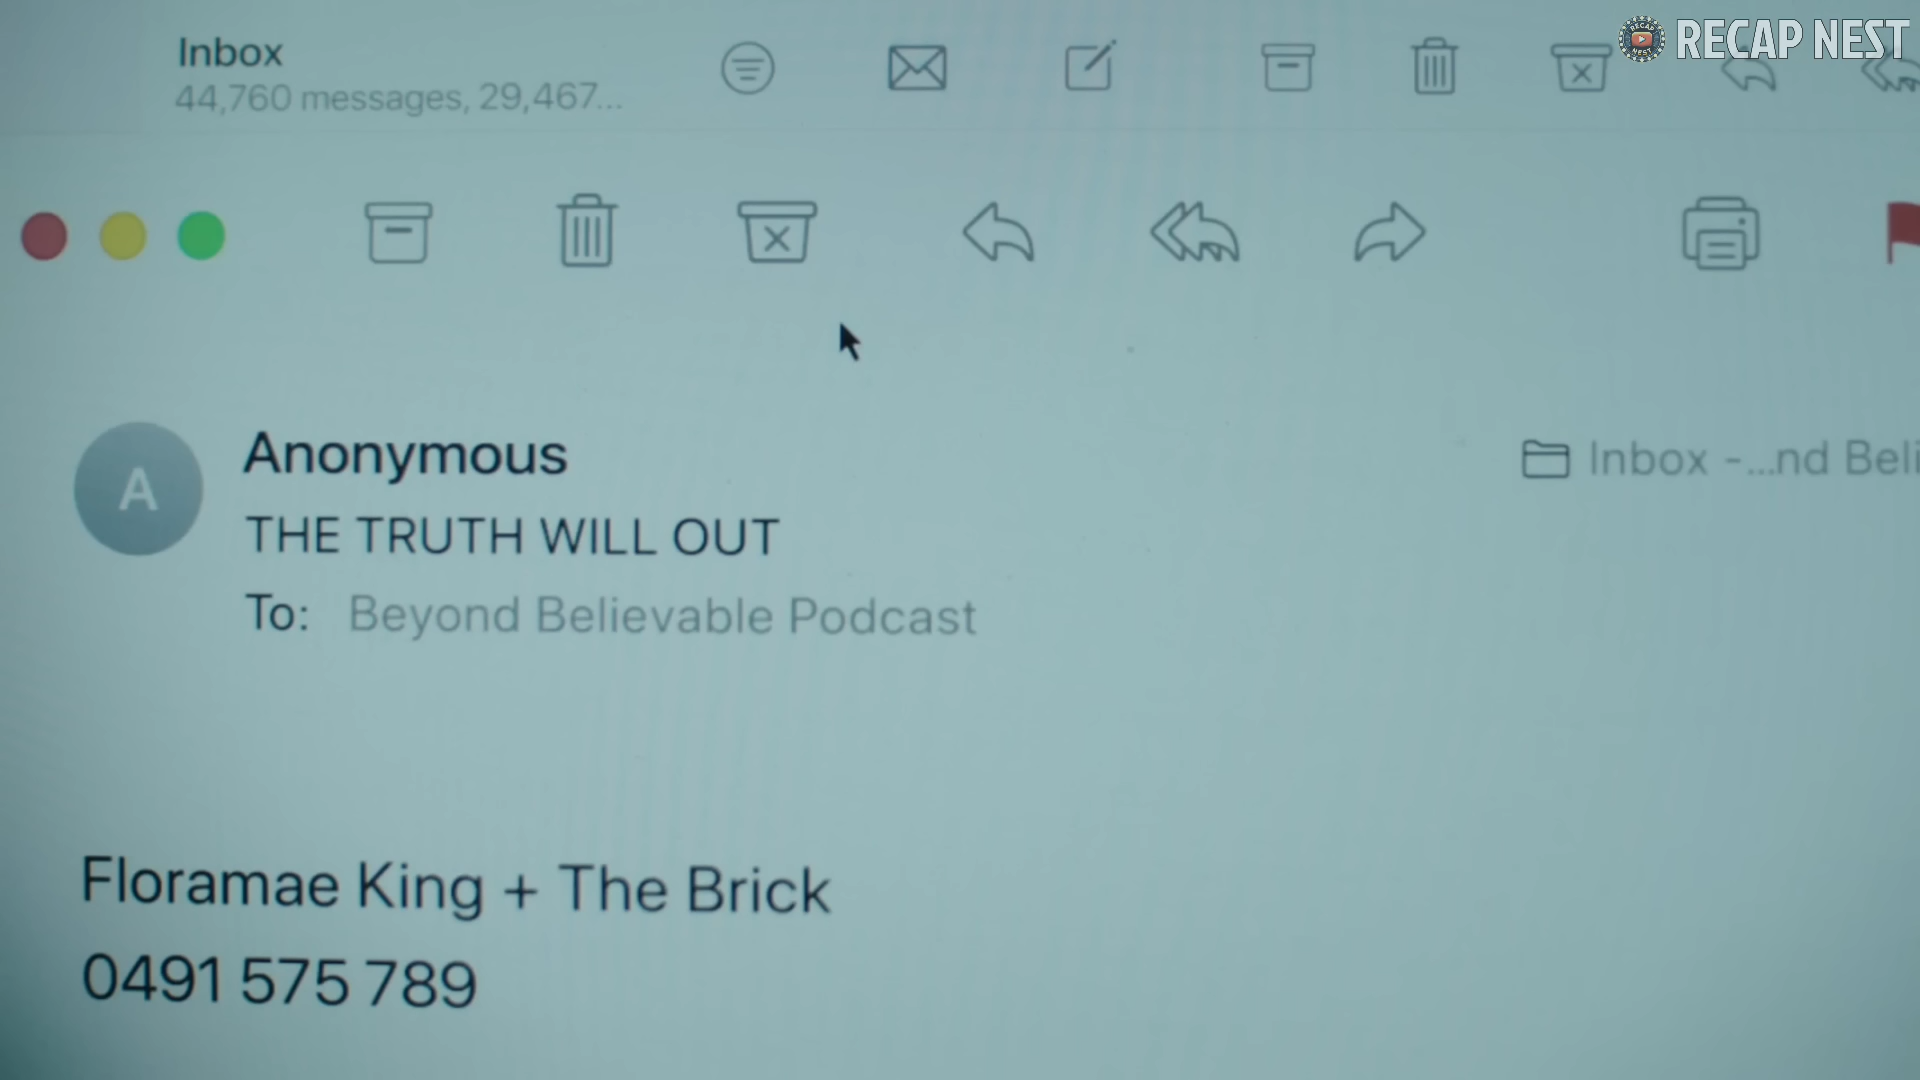 RECAP NEST
Inbox
44,760 messages, 29,467...
A
Anonymous
THE TRUTH WILL OUT
To: Beyond Believable Podcast
Inbox -...nd Beli
Floramae King + The Brick
0491 575 789